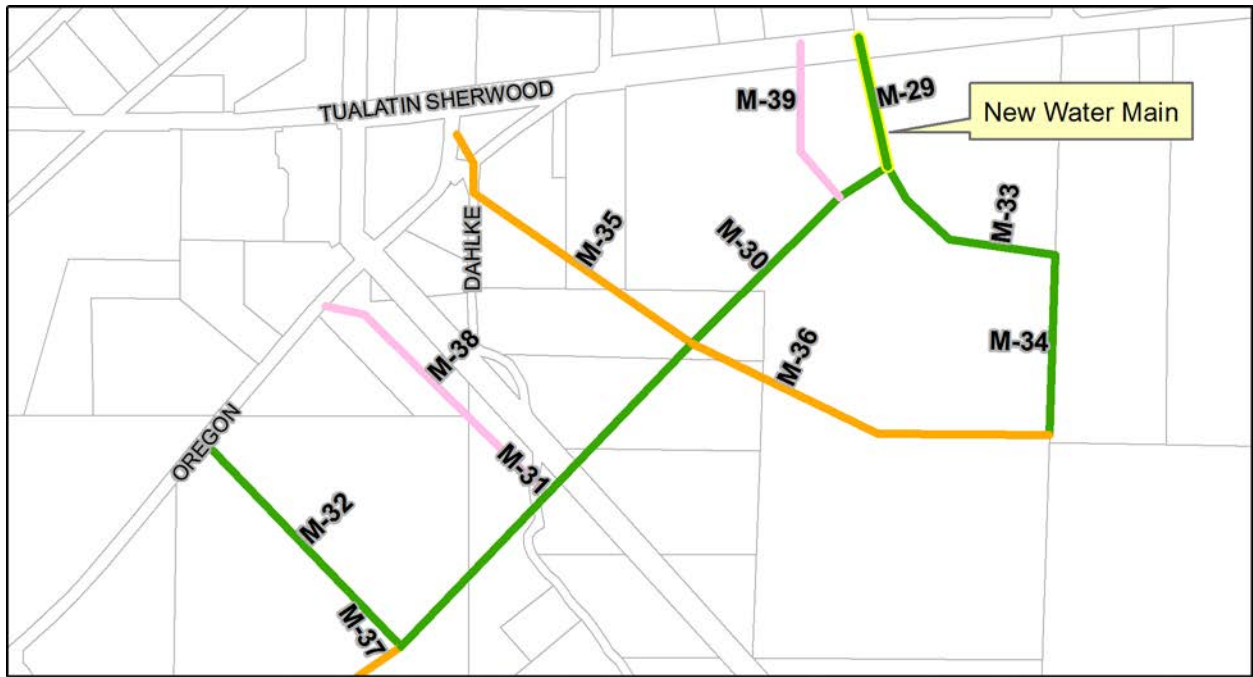 TUALATIN SHERWOOD
M-39
M-29
New Water Main
DAHLKE
M-35
M-30
M-33
M-38
M-36
M-34
OREGON
M-31
M-32
M-37